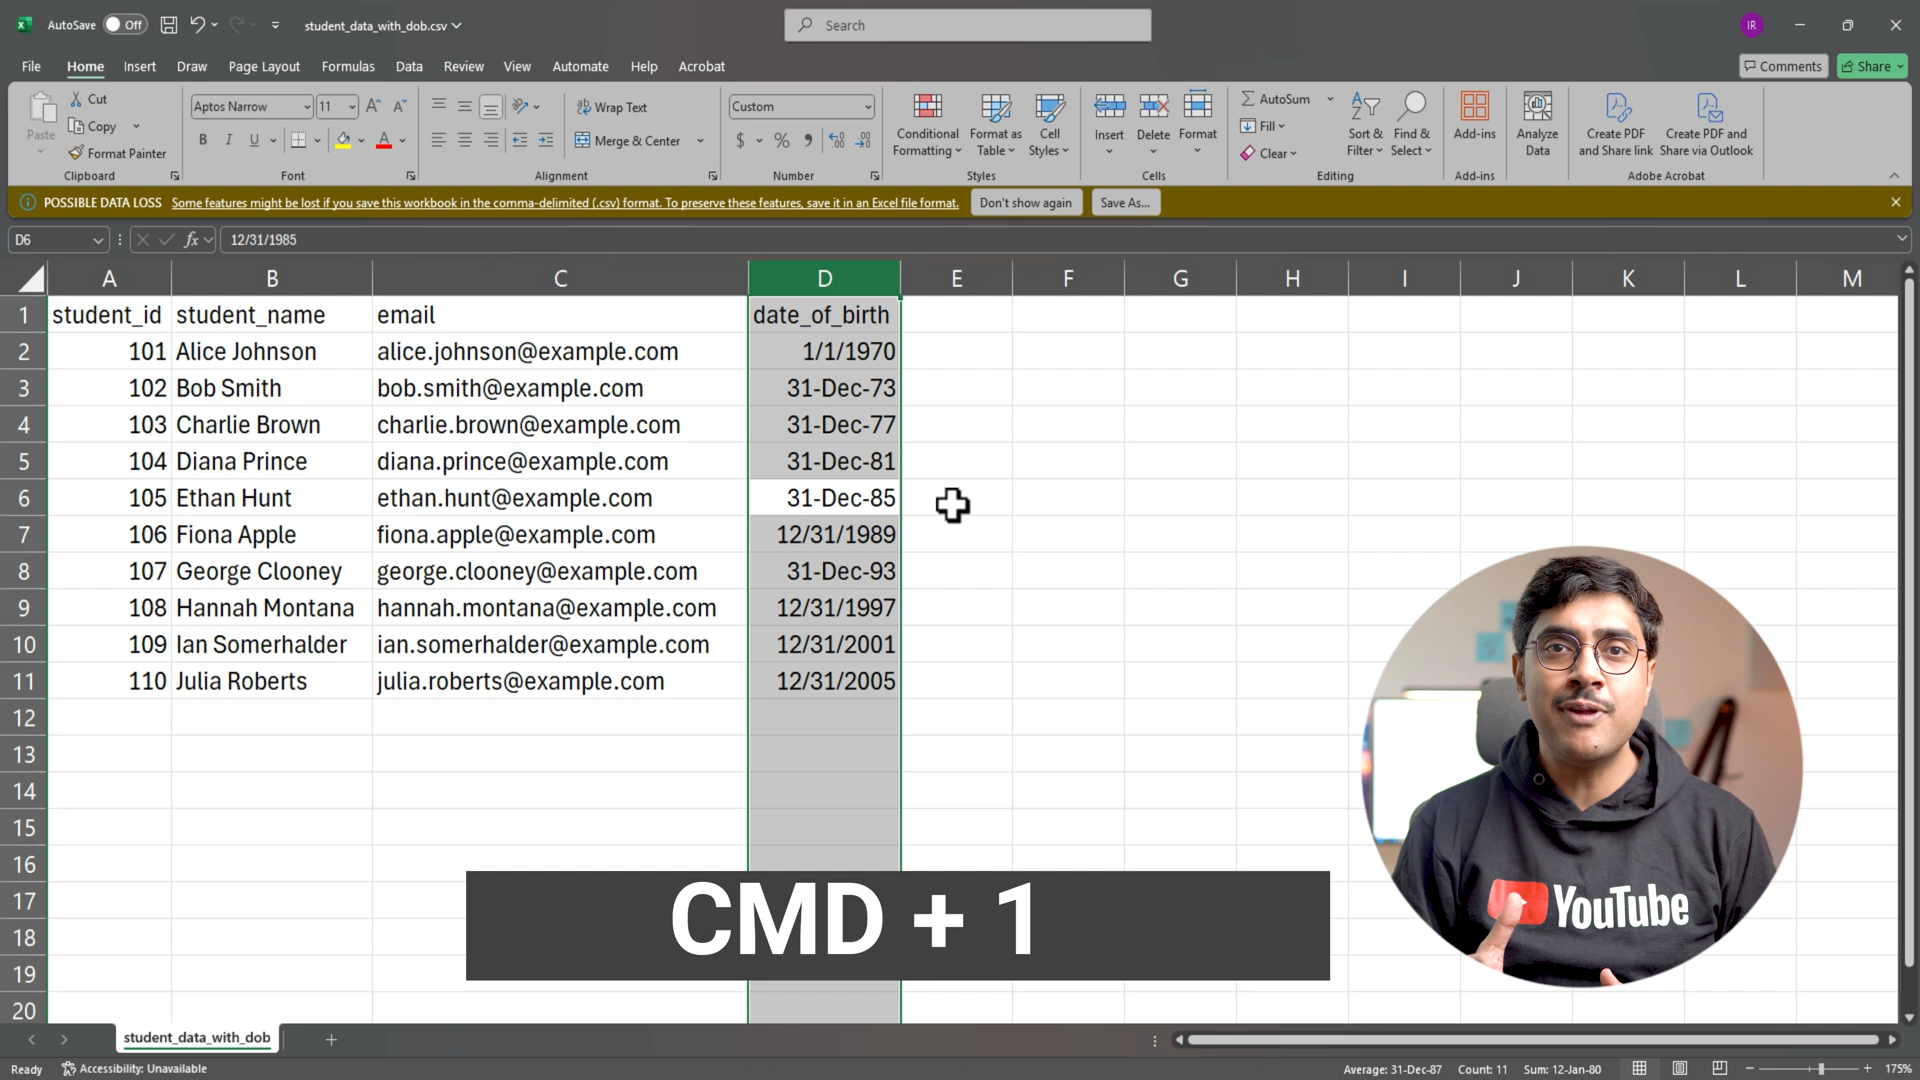 AutoSave Off student_data_with_dob.csv Search IR
File Home Insert Draw Page Layout Formulas Data Review View Automate Help Acrobat Comments Share
Paste Cut Copy Format Painter Clipboard
Aptos Narrow 11 B I U A Font
Wrap Text Merge & Center Alignment
Custom $ % Number
Conditional Formatting Format as Table Cell Styles Styles
Insert Delete Format Cells
AutoSum Fill Clear Sort & Filter Find & Select Editing
Add-ins Add-ins
Analyze Data
Create PDF and Share link Create PDF and Share via Outlook Adobe Acrobat
POSSIBLE DATA LOSS Some features might be lost if you save this workbook in the comma-delimited (.csv) format. To preserve these features, save it in an Excel file format. Don't show again Save As...
D6 fx 12/31/1985
A B C D E F G H I J K L M
1 student_id student_name email date_of_birth
2 101 Alice Johnson alice.johnson@example.com 1/1/1970
3 102 Bob Smith bob.smith@example.com 31-Dec-73
4 103 Charlie Brown charlie.brown@example.com 31-Dec-77
5 104 Diana Prince diana.prince@example.com 31-Dec-81
6 105 Ethan Hunt ethan.hunt@example.com 31-Dec-85
7 106 Fiona Apple fiona.apple@example.com 12/31/1989
8 107 George Clooney george.clooney@example.com 31-Dec-93
9 108 Hannah Montana hannah.montana@example.com 12/31/1997
10 109 Ian Somerhalder ian.somerhalder@example.com 12/31/2001
11 110 Julia Roberts julia.roberts@example.com 12/31/2005
12
13
14
15
16
17
18
19
20
CMD + 1
YouTube
student_data_with_dob
Ready Accessibility: Unavailable Average: 31-Dec-87 Count: 11 Sum: 12-Jan-80 175%